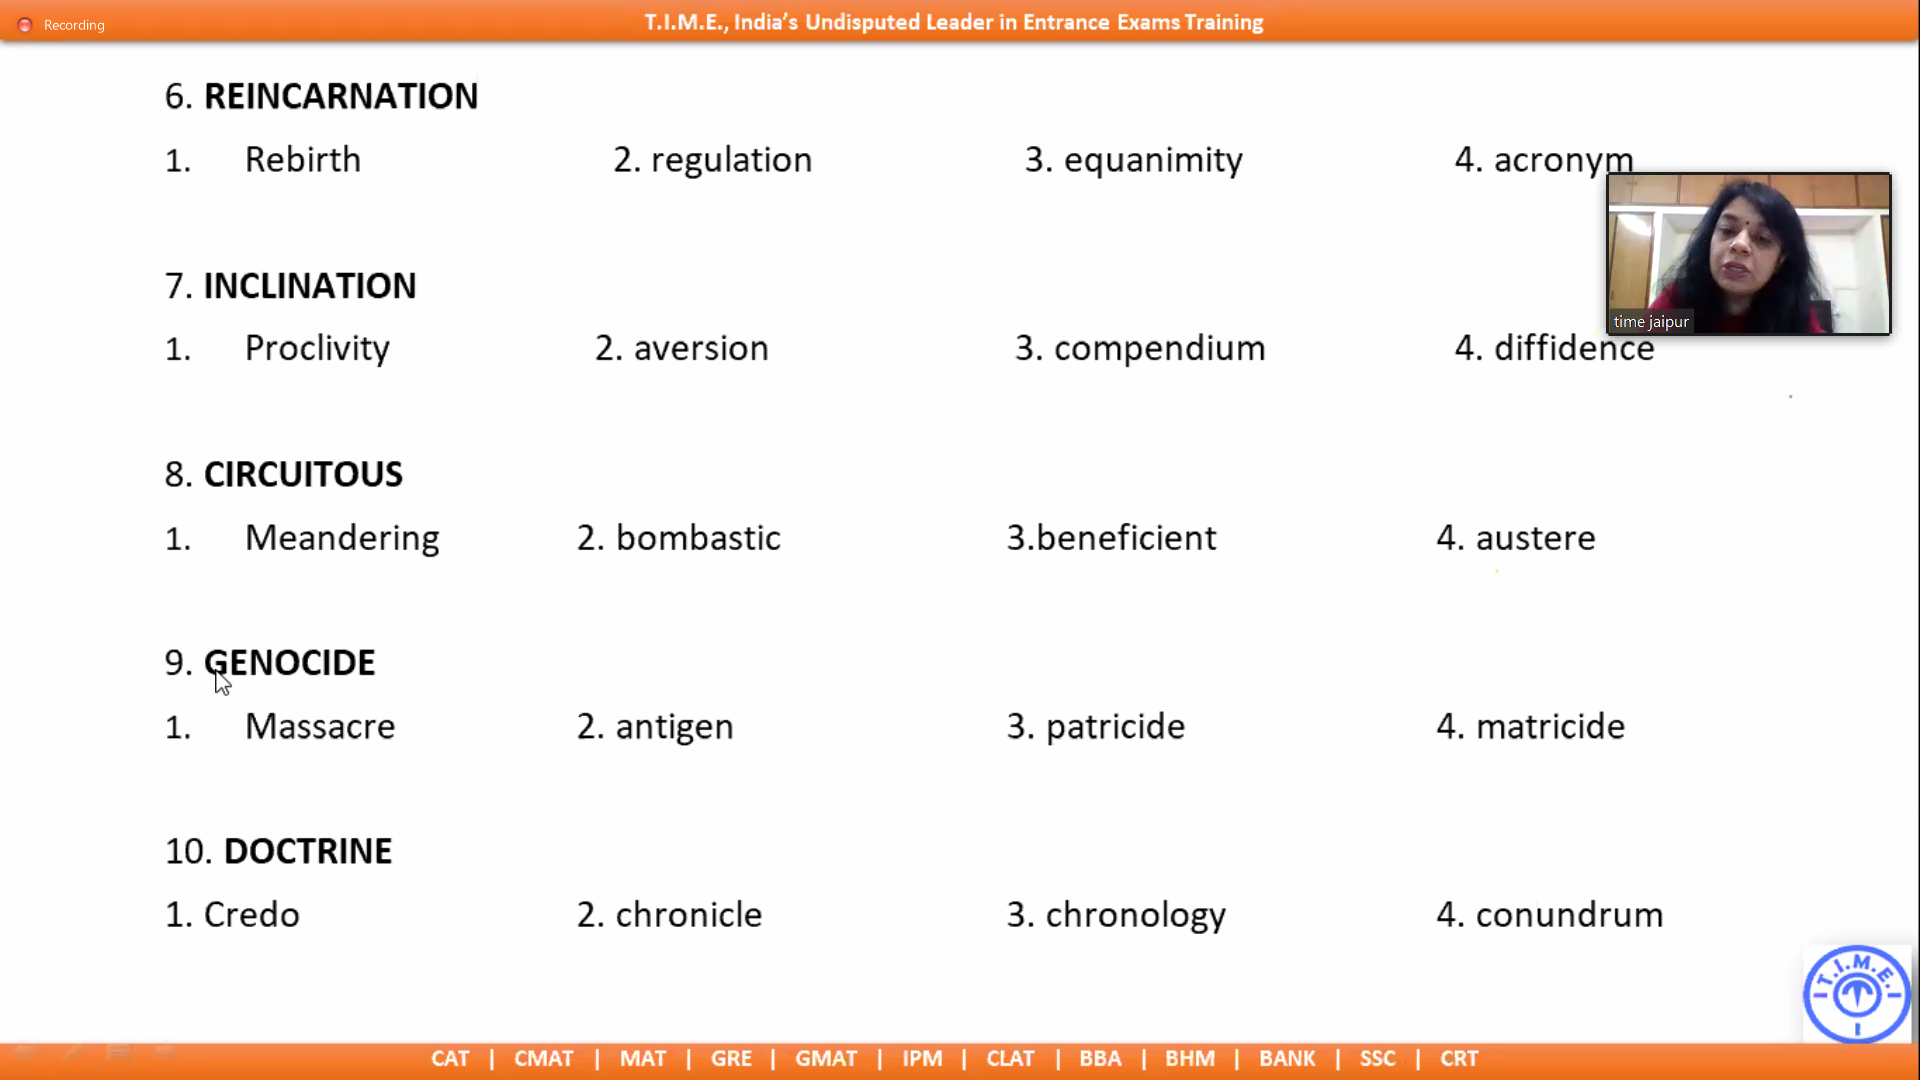 Recording
T.I.M.E., India's Undisputed Leader in Entrance Exams Training
6. REINCARNATION
1. Rebirth 2. regulation 3. equanimity 4. acronym
7. INCLINATION
time jaipur
1. Proclivity 2. aversion 3. compendium 4. diffidence
8. CIRCUITOUS
1. Meandering 2. bombastic 3.beneficient 4. austere
9. GENOCIDE
1. Massacre 2. antigen 3. patricide 4. matricide
10. DOCTRINE
1. Credo 2. chronicle 3. chronology 4. conundrum
T.I.M.E.
CAT | CMAT | MAT | GRE | GMAT | IPM | CLAT | BBA | BHM | BANK | SSC | CRT